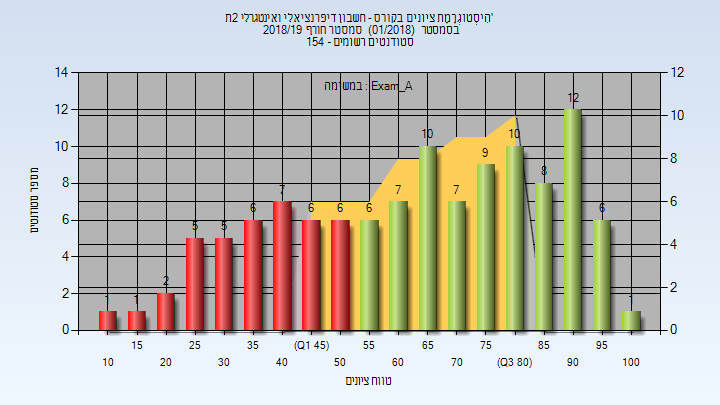 היסטוגרמת ציונים בקורס - חשבון דיפרנציאלי ואינטגרלי 2ת'
בסמסטר (01/2018) סמסטר חורף 2018/19
סטודנטים רשומים - 154
במשימה : Exam_A
מספר סטודנטים
14 12 10 8 6 4 2 0
12 10 8 6 4 2 0
1 1 2 5 5 6 7 6 6 6 7 10 7 9 10 8 12 6 1
15 25 35 (Q1 45) 55 65 75 85 95
10 20 30 40 50 60 70 (Q3 80) 90 100
טווח ציונים